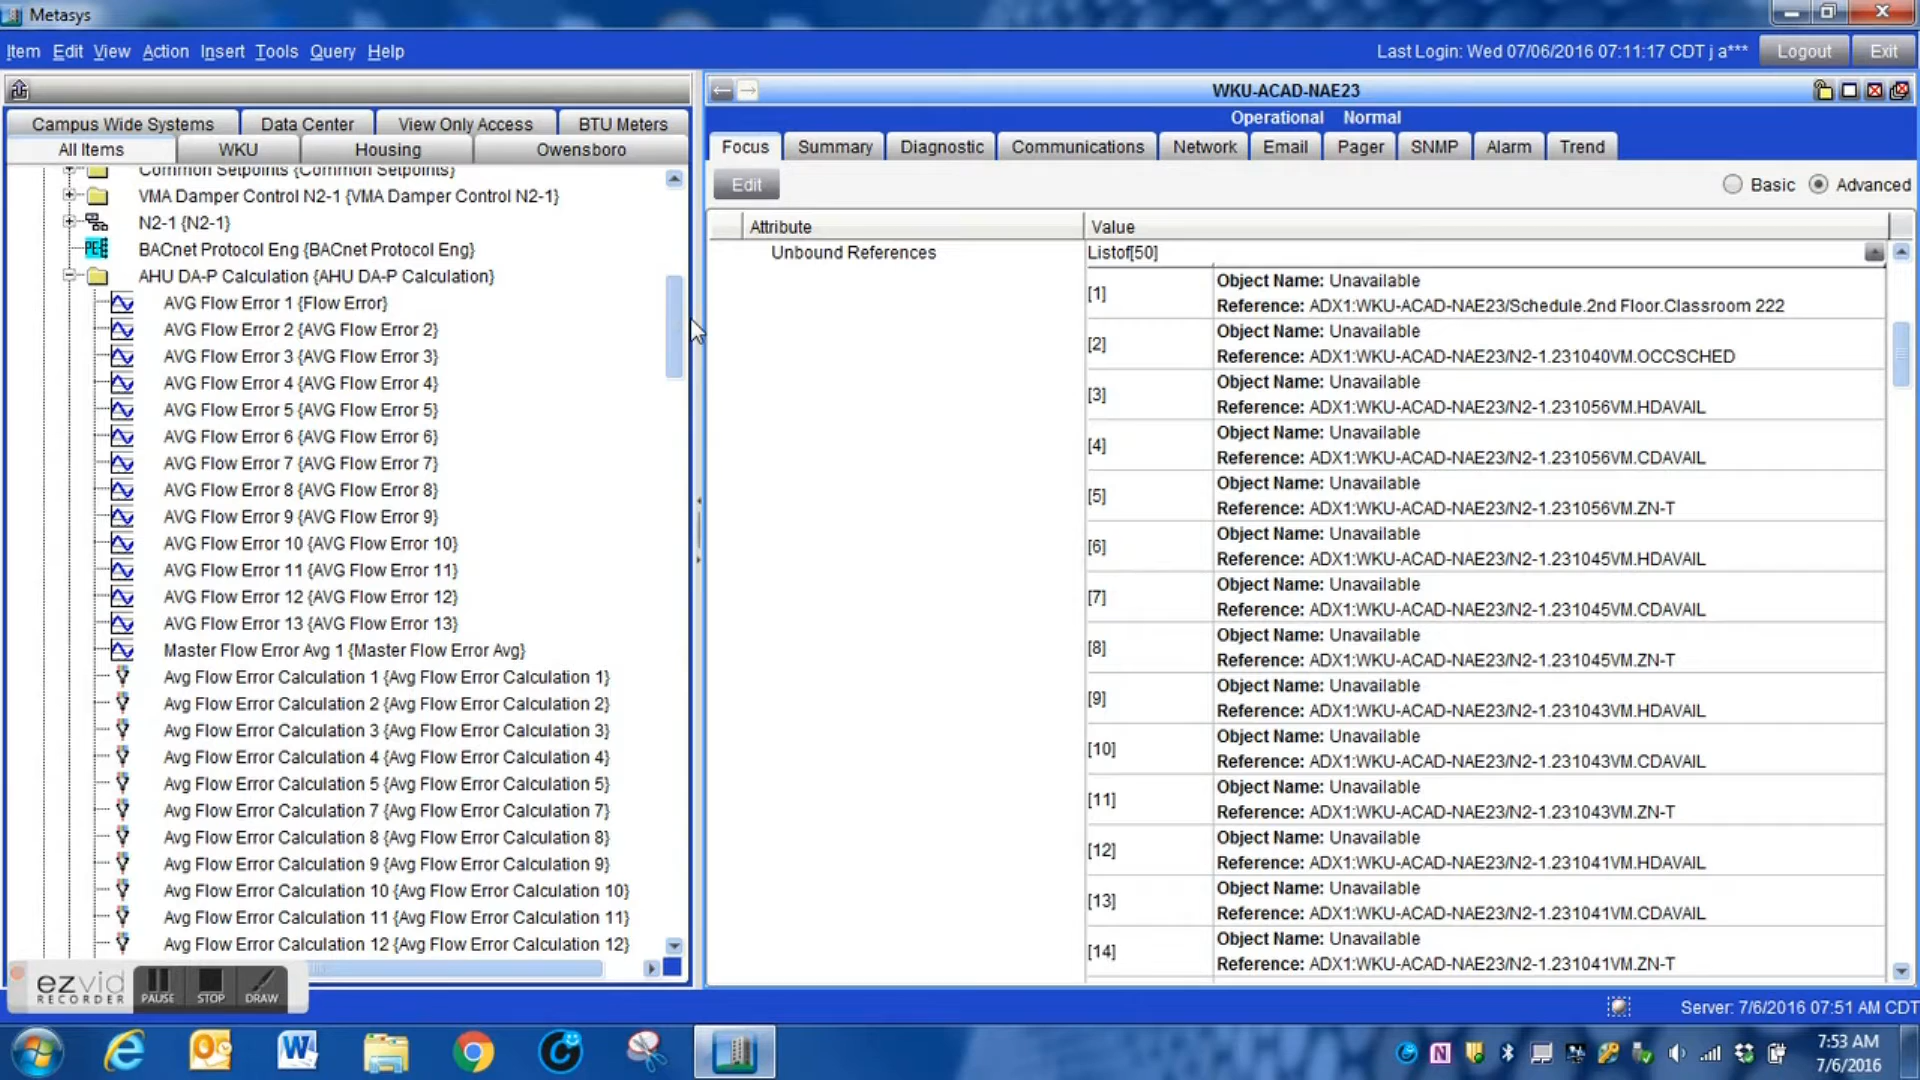 Metasys
Item Edit View Action Insert Tools Query Help
Last Login: Wed 07/06/2016 07:11:17 CDT j a*** Logout Exit
Campus Wide Systems Data Center View Only Access BTU Meters
All Items WKU Housing Owensboro
Common Setpoints {Common Setpoints}
VMA Damper Control N2-1 {VMA Damper Control N2-1}
N2-1 {N2-1}
BACnet Protocol Eng {BACnet Protocol Eng}
AHU DA-P Calculation {AHU DA-P Calculation}
AVG Flow Error 1 {Flow Error}
AVG Flow Error 2 {AVG Flow Error 2}
AVG Flow Error 3 {AVG Flow Error 3}
AVG Flow Error 4 {AVG Flow Error 4}
AVG Flow Error 5 {AVG Flow Error 5}
AVG Flow Error 6 {AVG Flow Error 6}
AVG Flow Error 7 {AVG Flow Error 7}
AVG Flow Error 8 {AVG Flow Error 8}
AVG Flow Error 9 {AVG Flow Error 9}
AVG Flow Error 10 {AVG Flow Error 10}
AVG Flow Error 11 {AVG Flow Error 11}
AVG Flow Error 12 {AVG Flow Error 12}
AVG Flow Error 13 {AVG Flow Error 13}
Master Flow Error Avg 1 {Master Flow Error Avg}
Avg Flow Error Calculation 1 {Avg Flow Error Calculation 1}
Avg Flow Error Calculation 2 {Avg Flow Error Calculation 2}
Avg Flow Error Calculation 3 {Avg Flow Error Calculation 3}
Avg Flow Error Calculation 4 {Avg Flow Error Calculation 4}
Avg Flow Error Calculation 5 {Avg Flow Error Calculation 5}
Avg Flow Error Calculation 7 {Avg Flow Error Calculation 7}
Avg Flow Error Calculation 8 {Avg Flow Error Calculation 8}
Avg Flow Error Calculation 9 {Avg Flow Error Calculation 9}
Avg Flow Error Calculation 10 {Avg Flow Error Calculation 10}
Avg Flow Error Calculation 11 {Avg Flow Error Calculation 11}
Avg Flow Error Calculation 12 {Avg Flow Error Calculation 12}
ezvid
RECORDER
PAUSE STOP DRAW
WKU-ACAD-NAE23
Operational Normal
Focus Summary Diagnostic Communications Network Email Pager SNMP Alarm Trend
Edit Basic Advanced
Attribute Value
Unbound References Listof[50]
[1] Object Name: Unavailable
Reference: ADX1:WKU-ACAD-NAE23/Schedule.2nd Floor.Classroom 222
[2] Object Name: Unavailable
Reference: ADX1:WKU-ACAD-NAE23/N2-1.231040VM.OCCSCHED
[3] Object Name: Unavailable
Reference: ADX1:WKU-ACAD-NAE23/N2-1.231056VM.HDAVAIL
[4] Object Name: Unavailable
Reference: ADX1:WKU-ACAD-NAE23/N2-1.231056VM.CDAVAIL
[5] Object Name: Unavailable
Reference: ADX1:WKU-ACAD-NAE23/N2-1.231056VM.ZN-T
[6] Object Name: Unavailable
Reference: ADX1:WKU-ACAD-NAE23/N2-1.231045VM.HDAVAIL
[7] Object Name: Unavailable
Reference: ADX1:WKU-ACAD-NAE23/N2-1.231045VM.CDAVAIL
[8] Object Name: Unavailable
Reference: ADX1:WKU-ACAD-NAE23/N2-1.231045VM.ZN-T
[9] Object Name: Unavailable
Reference: ADX1:WKU-ACAD-NAE23/N2-1.231043VM.HDAVAIL
[10] Object Name: Unavailable
Reference: ADX1:WKU-ACAD-NAE23/N2-1.231043VM.CDAVAIL
[11] Object Name: Unavailable
Reference: ADX1:WKU-ACAD-NAE23/N2-1.231043VM.ZN-T
[12] Object Name: Unavailable
Reference: ADX1:WKU-ACAD-NAE23/N2-1.231041VM.HDAVAIL
[13] Object Name: Unavailable
Reference: ADX1:WKU-ACAD-NAE23/N2-1.231041VM.CDAVAIL
[14] Object Name: Unavailable
Reference: ADX1:WKU-ACAD-NAE23/N2-1.231041VM.ZN-T
Server: 7/6/2016 07:51 AM CDT
7:53 AM
7/6/2016